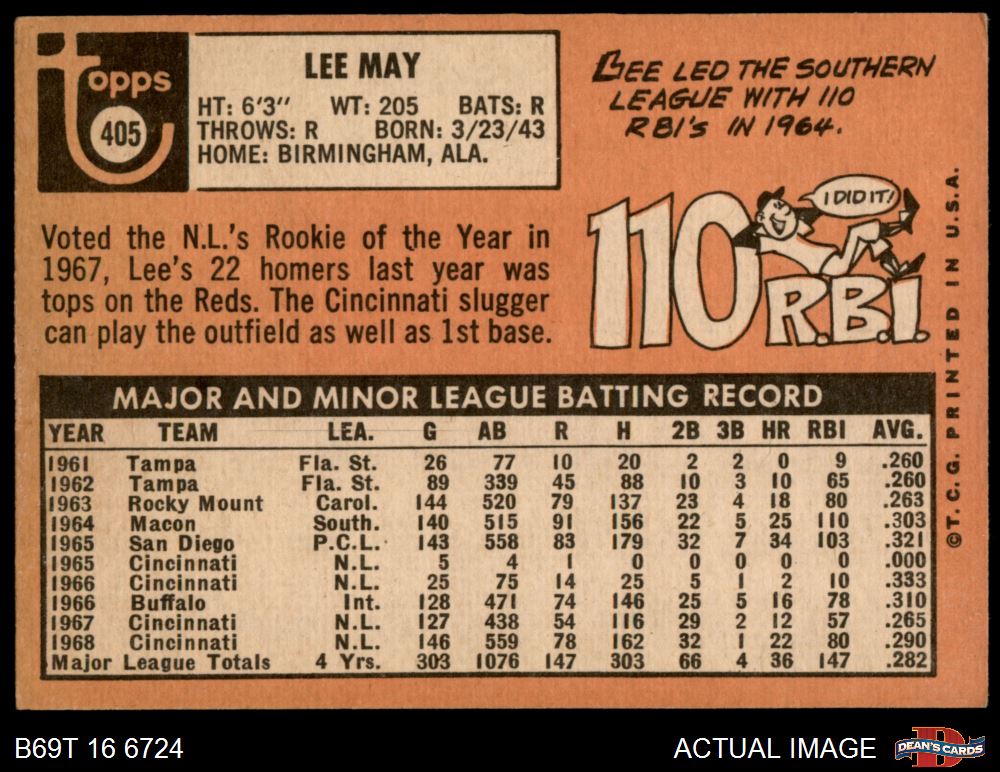 Topps
405
LEE MAY
HT: 6'3" WT: 205 BATS: R
THROWS: R BORN: 3/23/43
HOME: BIRMINGHAM, ALA.
LEE LED THE SOUTHERN
LEAGUE WITH 110
RBI'S IN 1964.
Voted the N.L.'s Rookie of the Year in
1967, Lee's 22 homers last year was
tops on the Reds. The Cincinnati slugger
can play the outfield as well as 1st base.
I DID IT!
110 R.B.I.
MAJOR AND MINOR LEAGUE BATTING RECORD
YEAR TEAM LEA. G AB R H 2B 3B HR RBI AVG.
1961 Tampa Fla. St. 26 77 10 20 2 2 0 9 .260
1962 Tampa Fla. St. 89 339 45 88 10 3 10 65 .260
1963 Rocky Mount Carol. 144 520 79 137 23 4 18 80 .263
1964 Macon South. 140 515 91 156 22 5 25 110 .303
1965 San Diego P.C.L. 143 558 83 179 32 7 34 103 .321
1965 Cincinnati N.L. 5 4 1 0 0 0 0 0 .000
1966 Cincinnati N.L. 25 75 14 25 5 1 2 10 .333
1966 Buffalo Int. 128 471 74 146 25 5 16 78 .310
1967 Cincinnati N.L. 127 438 54 116 29 2 12 57 .265
1968 Cincinnati N.L. 146 559 78 162 32 1 22 80 .290
Major League Totals 4 Yrs. 303 1076 147 303 66 4 36 147 .282
©T.C.G. PRINTED IN U.S.A.
B69T 16 6724
ACTUAL IMAGE
DEAN'S CARDS